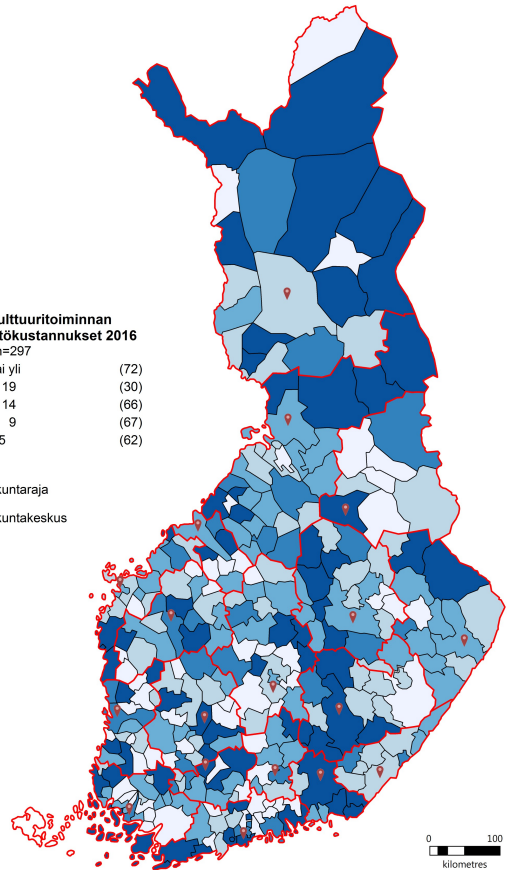 ulttuuritoiminnan
tökustannukset 2016
n=297
ai yli (72)
19 (30)
14 (66)
9 (67)
5 (62)
kuntaraja
kuntakeskus
0 100
kilometres